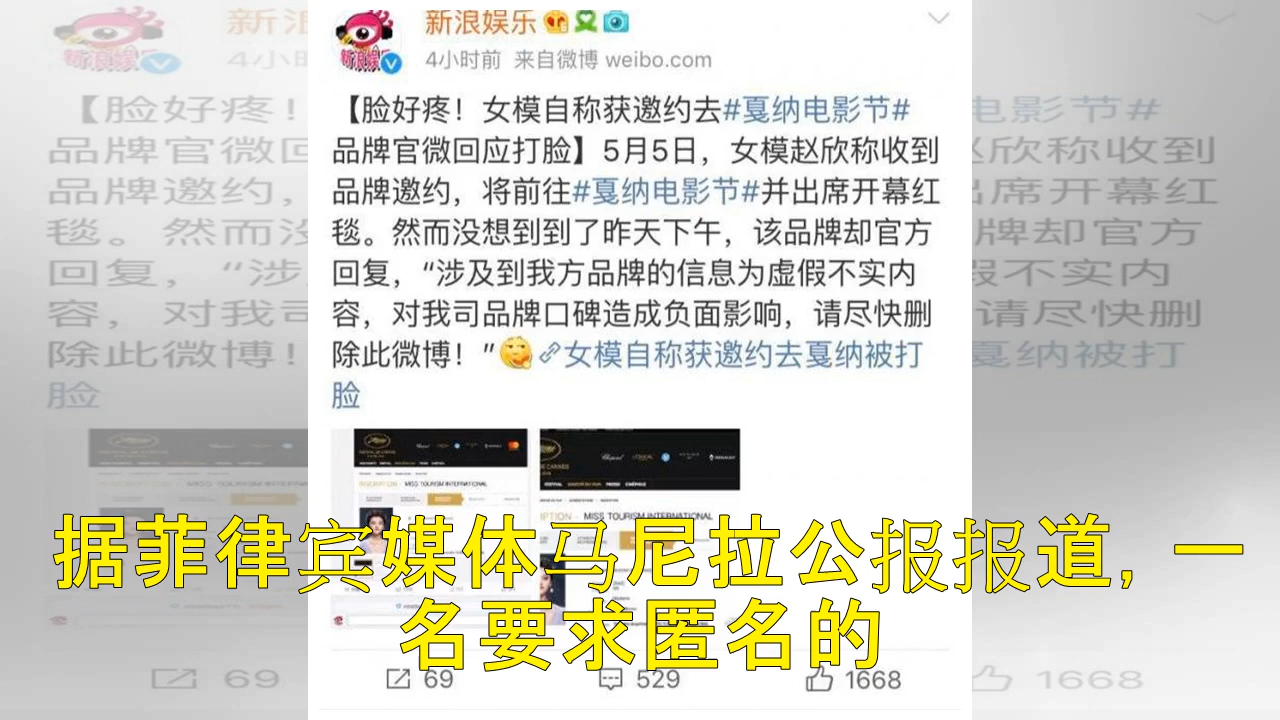 新浪娱乐
4小时前 来自微博 weibo.com
【脸好疼！女模自称获邀约去#戛纳电影节#
品牌官微回应打脸】5月5日，女模赵欣称收到
品牌邀约，将前往#戛纳电影节#并出席开幕红
毯。然而没想到到了昨天下午，该品牌却官方
回复，“涉及到我方品牌的信息为虚假不实内
容，对我司品牌口碑造成负面影响，请尽快删
除此微博！”女模自称获邀约去戛纳被打
脸
MISS TOURISM INTERNATIONAL
MISS TOURISM INTERNATIONAL
据菲律宾媒体马尼拉公报报道，一
名要求匿名的
69 529 1668